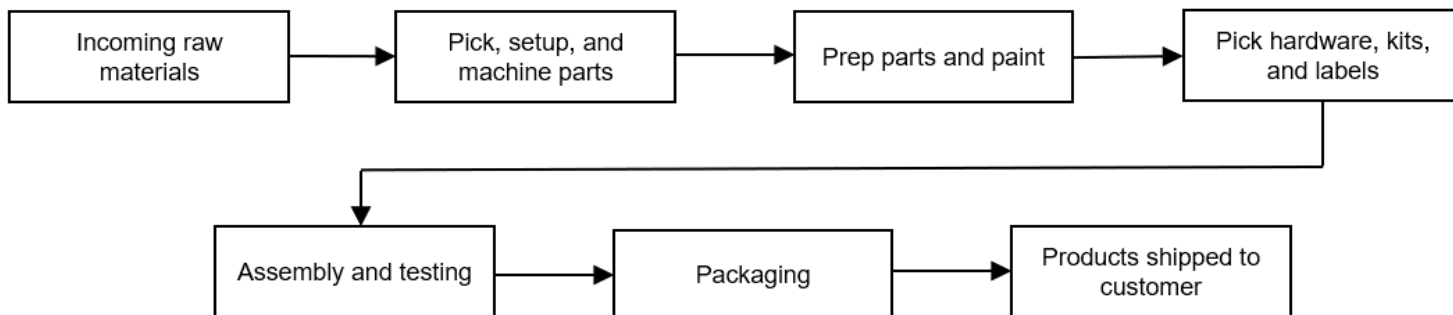 Incoming raw
materials
Pick, setup, and
machine parts
Prep parts and paint
Pick hardware, kits,
and labels
Assembly and testing
Packaging
Products shipped to
customer